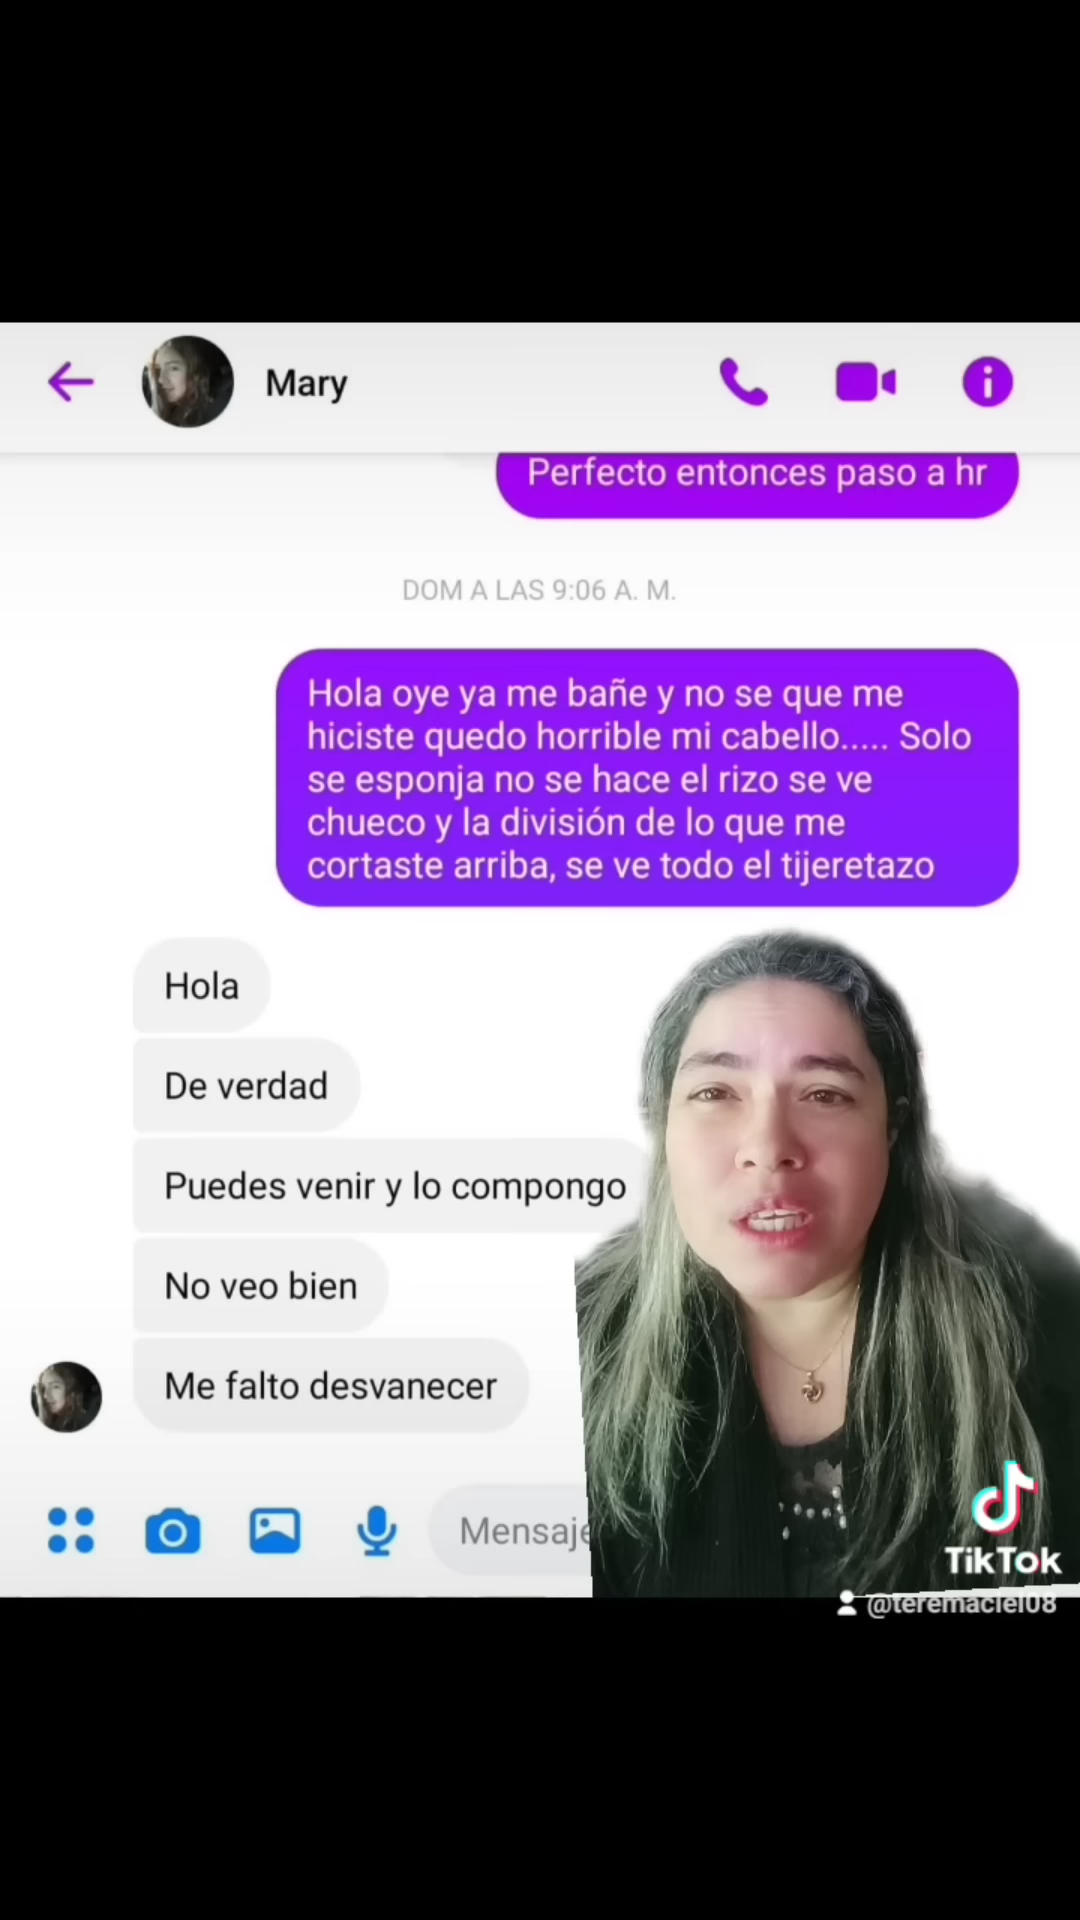 Mary
Perfecto entonces paso a hr
DOM A LAS 9:06 A. M.
Hola oye ya me bañe y no se que me
hiciste quedo horrible mi cabello..... Solo
se esponja no se hace el rizo se ve
chueco y la división de lo que me
cortaste arriba, se ve todo el tijeretazo
Hola
De verdad
Puedes venir y lo compongo
No veo bien
Me falto desvanecer
Mensaje
TikTok
@teremaciel08